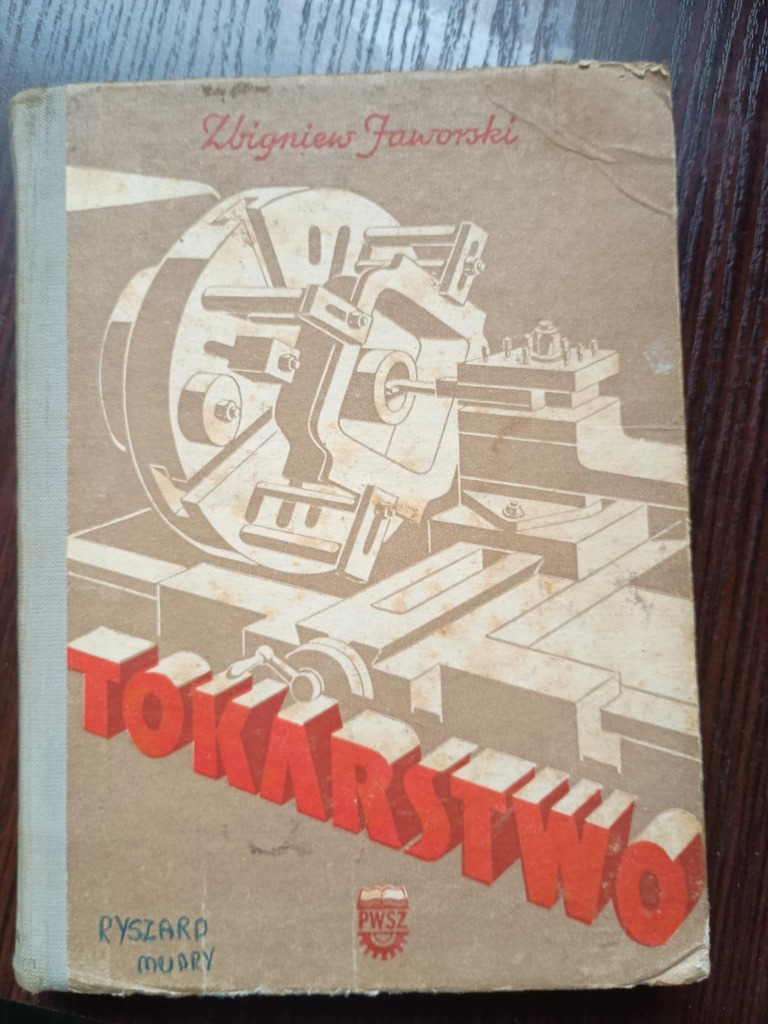 Zbigniew Jaworski
TOKARSTWO
PWSZ
RYSZARD
MUDRY